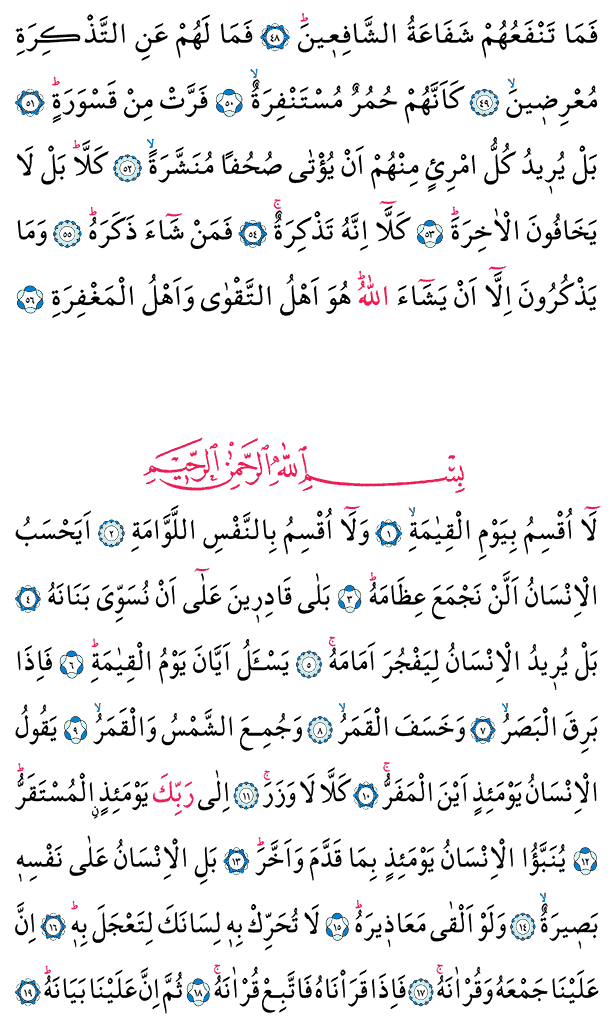 فَمَا تَنْفَعُهُمْ شَفَاعَةُ الشَّافِع۪ينَۜ ﴿٤٨﴾ فَمَا لَهُمْ عَنِ التَّذْكِرَةِ
مُعْرِض۪ينَۙ ﴿٤٩﴾ كَاَنَّهُمْ حُمُرٌ مُسْتَنْفِرَةٌۙ ﴿٥٠﴾ فَرَّتْ مِنْ قَسْوَرَةٍۜ ﴿٥١﴾
بَلْ يُر۪يدُ كُلُّ امْرِئٍ مِنْهُمْ اَنْ يُؤْتٰى صُحُفًا مُنَشَّرَةًۙ ﴿٥٢﴾ كَلَّاۜ بَلْ لَا
يَخَافُونَ الْاٰخِرَةَۜ ﴿٥٣﴾ كَلَّٓا اِنَّهُ تَذْكِرَةٌۚ ﴿٥٤﴾ فَمَنْ شَٓاءَ ذَكَرَهُۜ ﴿٥٥﴾ وَمَا
يَذْكُرُونَ اِلَّٓا اَنْ يَشَٓاءَ اللّٰهُۜ هُوَ اَهْلُ التَّقْوٰى وَاَهْلُ الْمَغْفِرَةِ ﴿٥٦﴾
بِسْمِ اللّٰهِ الرَّحْمٰنِ الرَّح۪يمِ
لَٓا اُقْسِمُ بِيَوْمِ الْقِيٰمَةِۙ ﴿١﴾ وَلَٓا اُقْسِمُ بِالنَّفْسِ اللَّوَّامَةِ ﴿٢﴾ اَيَحْسَبُ
الْاِنْسَانُ اَلَّنْ نَجْمَعَ عِظَامَهُۜ ﴿٣﴾ بَلٰى قَادِر۪ينَ عَلٰٓى اَنْ نُسَوِّيَ بَنَانَهُ ﴿٤﴾
بَلْ يُر۪يدُ الْاِنْسَانُ لِيَفْجُرَ اَمَامَهُۚ ﴿٥﴾ يَسْـَٔلُ اَيَّانَ يَوْمُ الْقِيٰمَةِۜ ﴿٦﴾ فَاِذَا
بَرِقَ الْبَصَرُۙ ﴿٧﴾ وَخَسَفَ الْقَمَرُۙ ﴿٨﴾ وَجُمِعَ الشَّمْسُ وَالْقَمَرُۙ ﴿٩﴾ يَقُولُ
الْاِنْسَانُ يَوْمَئِذٍ اَيْنَ الْمَفَرُّۚ ﴿١٠﴾ كَلَّا لَا وَزَرَۚ ﴿١١﴾ اِلٰى رَبِّكَ يَوْمَئِذٍۨ الْمُسْتَقَرُّۜ
﴿١٢﴾ يُنَبَّؤُا الْاِنْسَانُ يَوْمَئِذٍ بِمَا قَدَّمَ وَاَخَّرَۜ ﴿١٣﴾ بَلِ الْاِنْسَانُ عَلٰى نَفْسِه۪
بَص۪يرَةٌۙ ﴿١٤﴾ وَلَوْ اَلْقٰى مَعَاذ۪يرَهُۜ ﴿١٥﴾ لَا تُحَرِّكْ بِه۪ لِسَانَكَ لِتَعْجَلَ بِه۪ۜ ﴿١٦﴾ اِنَّ
عَلَيْنَا جَمْعَهُ وَقُرْاٰنَهُۚ ﴿١٧﴾ فَاِذَا قَرَاْنَاهُ فَاتَّبِعْ قُرْاٰنَهُۚ ﴿١٨﴾ ثُمَّ اِنَّ عَلَيْنَا بَيَانَهُۜ ﴿١٩﴾